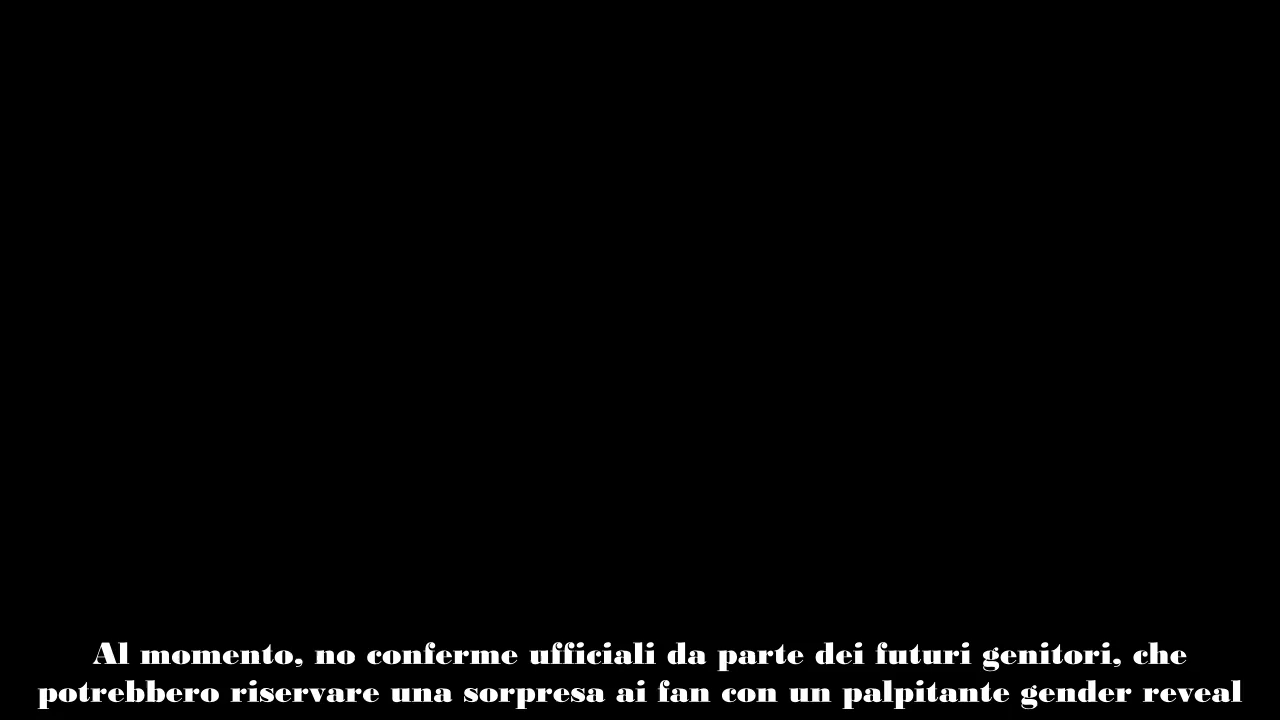 Al momento, no conferme ufficiali da parte dei futuri genitori, che
potrebbero riservare una sorpresa ai fan con un palpitante gender reveal